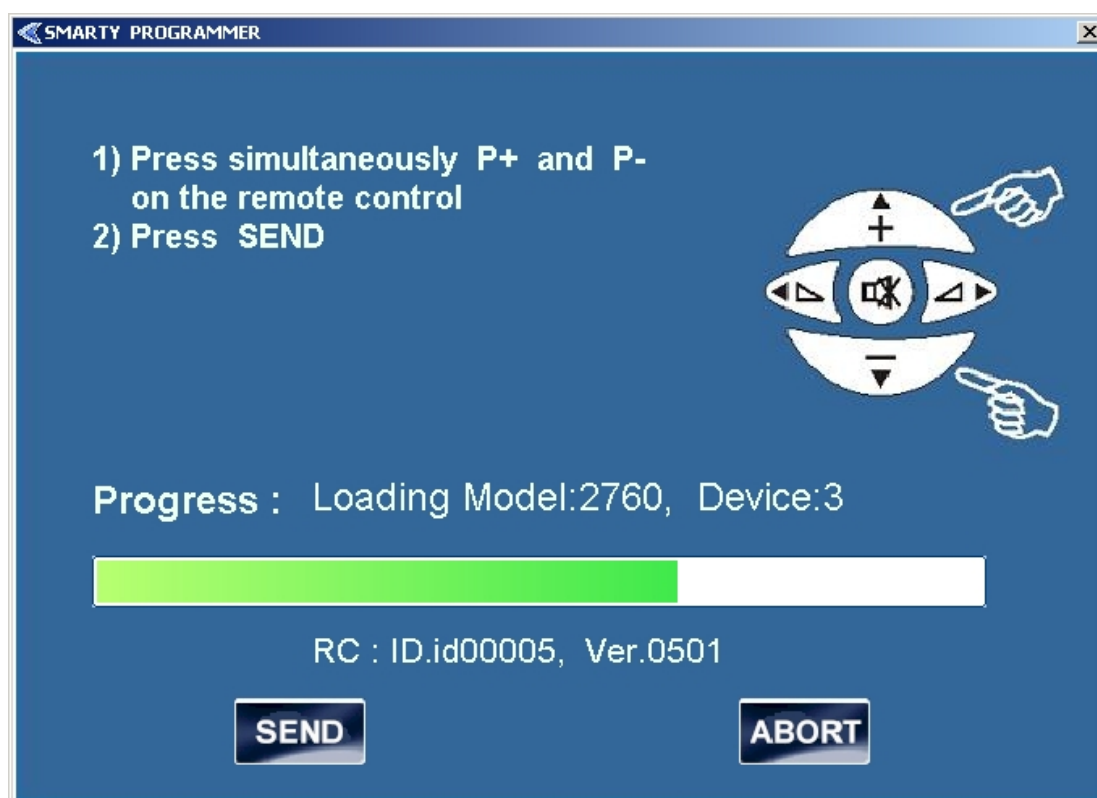 SMARTY PROGRAMMER
1) Press simultaneously P+ and P-
on the remote control
2) Press SEND
+
-
Progress : Loading Model:2760, Device:3
RC : ID.id00005, Ver.0501
SEND ABORT